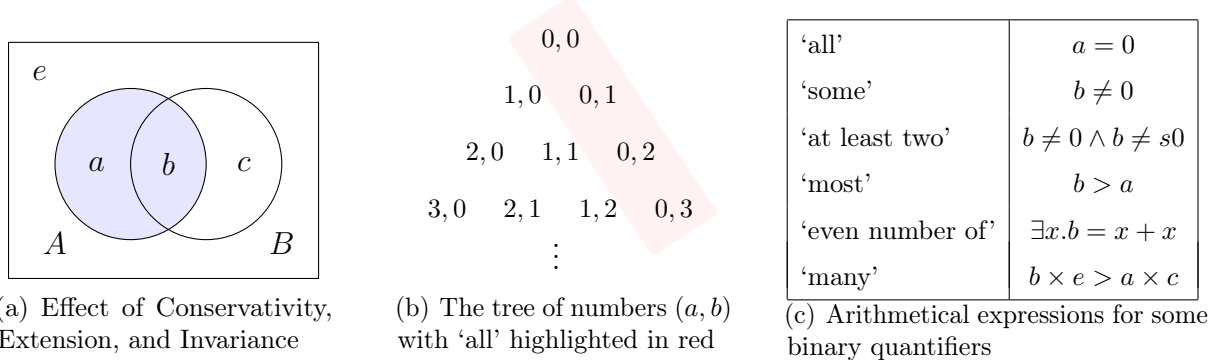 e
a b c
A B
(a) Effect of Conservativity,
Extension, and Invariance
0, 0
1, 0 0, 1
2, 0 1, 1 0, 2
3, 0 2, 1 1, 2 0, 3
⋮
(b) The tree of numbers (a, b)
with ‘all’ highlighted in red
‘all’ a = 0
‘some’ b ≠ 0
‘at least two’ b ≠ 0 ∧ b ≠ s0
‘most’ b > a
‘even number of’ ∃x.b = x + x
‘many’ b × e > a × c
(c) Arithmetical expressions for some
binary quantifiers